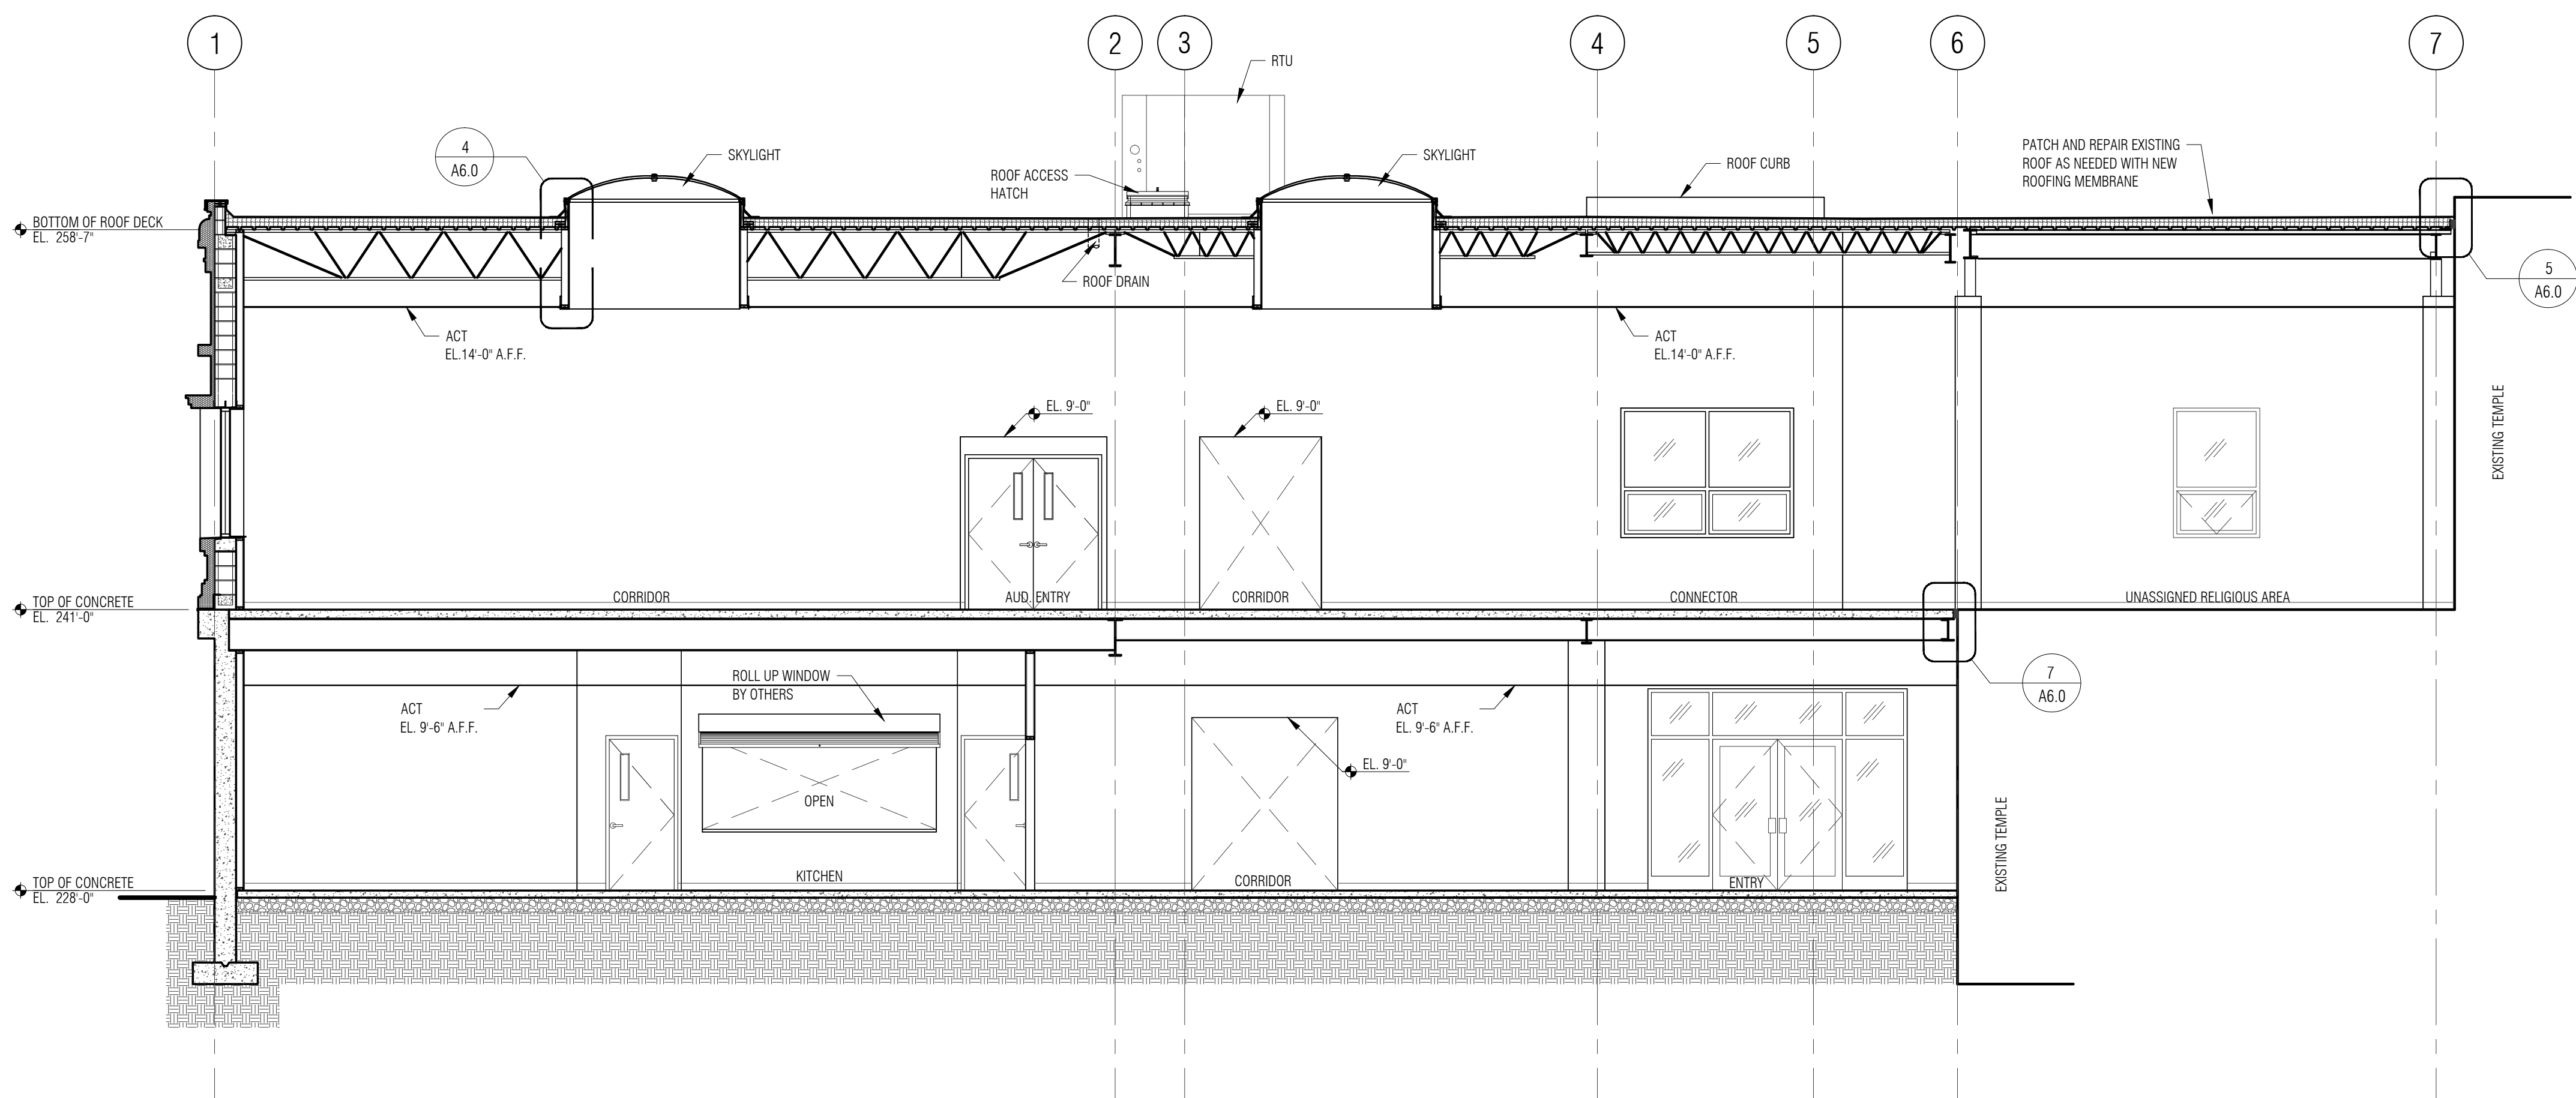 1
2
3
4
5
6
7
RTU
4
A6.0
SKYLIGHT
ROOF ACCESS
HATCH
SKYLIGHT
ROOF CURB
PATCH AND REPAIR EXISTING
ROOF AS NEEDED WITH NEW
ROOFING MEMBRANE
BOTTOM OF ROOF DECK
EL. 258'-7"
ROOF DRAIN
5
A6.0
ACT
EL.14'-0" A.F.F.
ACT
EL.14'-0" A.F.F.
EL. 9'-0"
EL. 9'-0"
EXISTING TEMPLE
TOP OF CONCRETE
EL. 241'-0"
CORRIDOR
AUD. ENTRY
CORRIDOR
CONNECTOR
UNASSIGNED RELIGIOUS AREA
7
A6.0
ROLL UP WINDOW
BY OTHERS
ACT
EL. 9'-6" A.F.F.
ACT
EL. 9'-6" A.F.F.
EL. 9'-0"
OPEN
EXISTING TEMPLE
TOP OF CONCRETE
EL. 228'-0"
KITCHEN
CORRIDOR
ENTRY